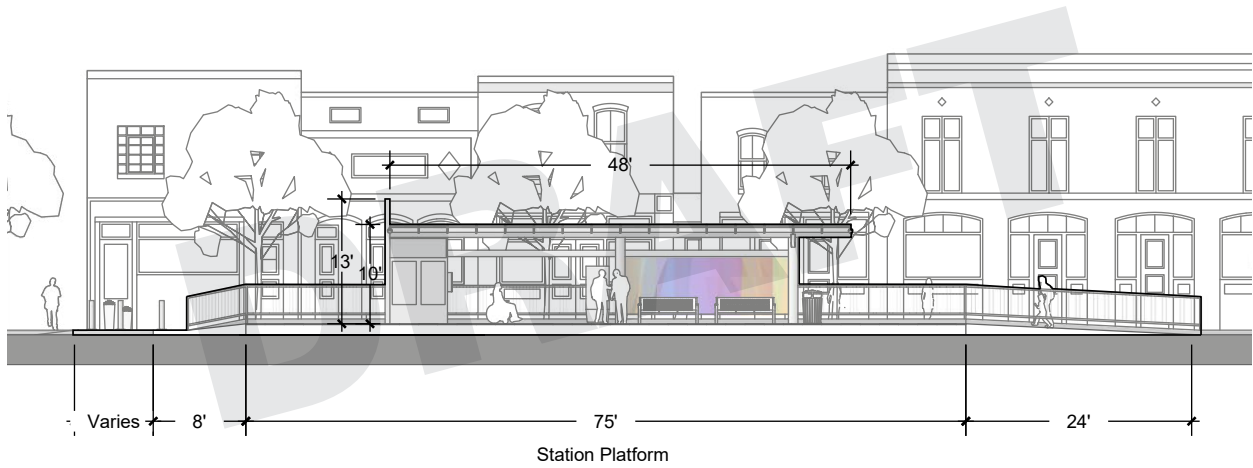 DRAFT
48'
13'
10'
Varies
8'
75'
24'
Station Platform